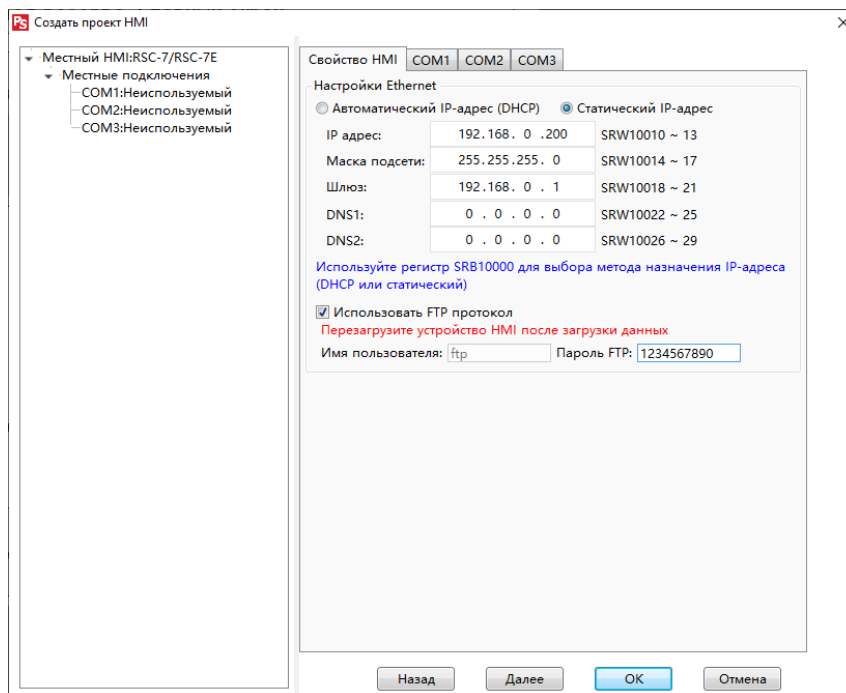 PS Создать проект HMI
Местный HMI:RSC-7/RSC-7E
Местные подключения
COM1:Неиспользуемый
COM2:Неиспользуемый
COM3:Неиспользуемый
Свойство HMI COM1 COM2 COM3
Настройки Ethernet
Автоматический IP-адрес (DHCP) Статический IP-адрес
IP адрес: 192.168. 0 .200 SRW10010 ~ 13
Маска подсети: 255.255.255. 0 SRW10014 ~ 17
Шлюз: 192.168. 0 . 1 SRW10018 ~ 21
DNS1: 0 . 0 . 0 . 0 SRW10022 ~ 25
DNS2: 0 . 0 . 0 . 0 SRW10026 ~ 29
Используйте регистр SRB10000 для выбора метода назначения IP-адреса
(DHCP или статический)
Использовать FTP протокол
Перезагрузите устройство HMI после загрузки данных
Имя пользователя: ftp Пароль FTP: 1234567890
Назад Далее OK Отмена